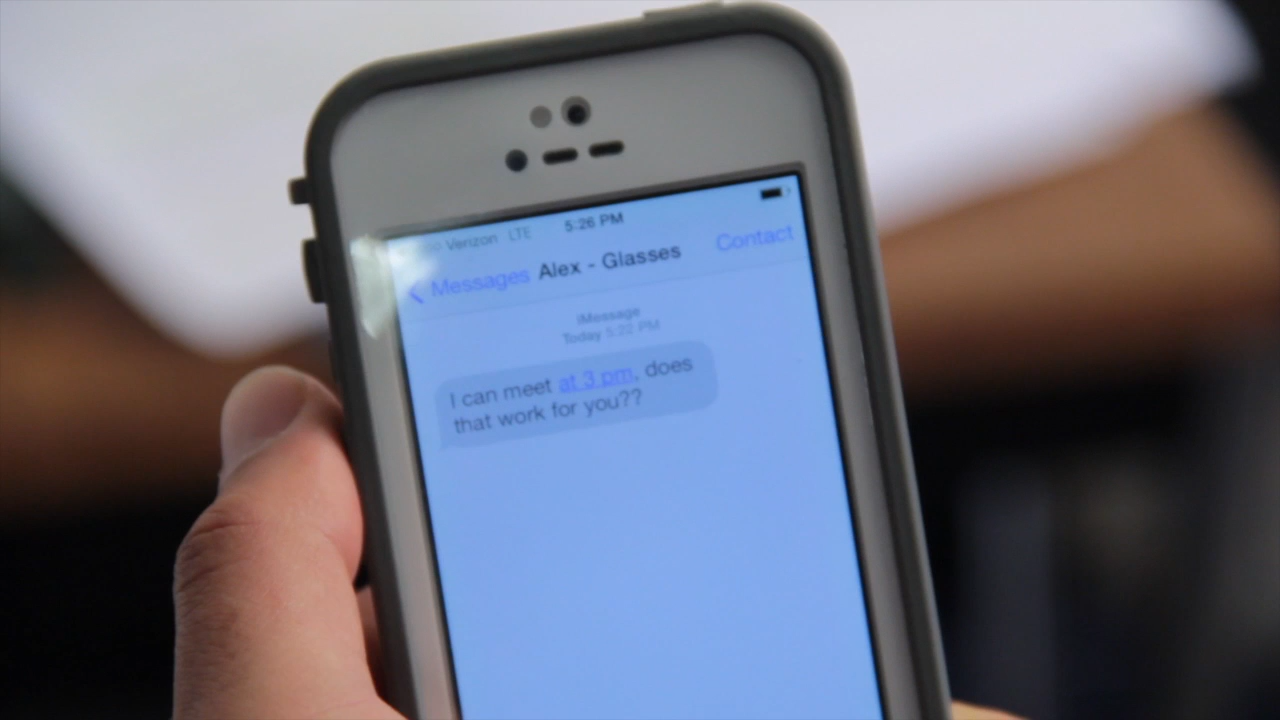 Verizon LTE 5:26 PM
Messages Alex - Glasses Contact
iMessage
Today 5:22 PM
I can meet at 3 pm, does
that work for you??